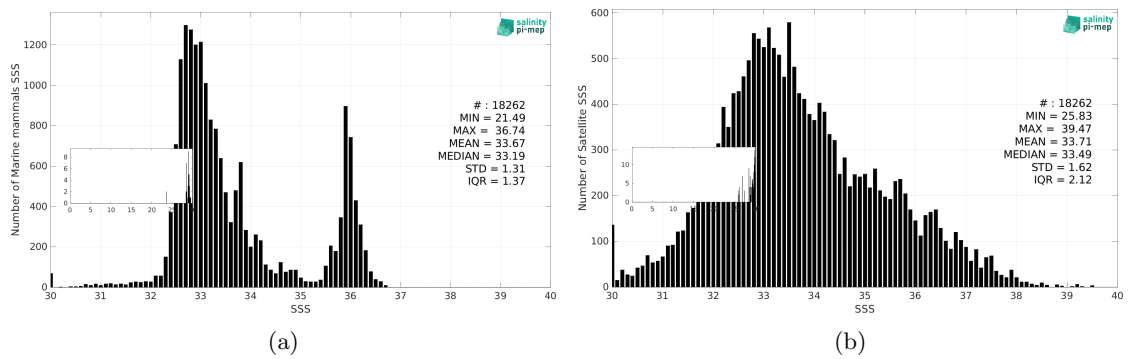 salinity
pi-mep
1200
1000
800
600
400
200
0
Number of Marine mammals SSS
# : 18262
MIN = 21.49
MAX = 36.74
MEAN = 33.67
MEDIAN = 33.19
STD = 1.31
IQR = 1.37
8
6
4
2
0
0 5 10 15 20 25
30 31 32 33 34 35 36 37 38 39 40
SSS
(a)
salinity
pi-mep
600
500
400
300
200
100
0
Number of Satellite SSS
# : 18262
MIN = 25.83
MAX = 39.47
MEAN = 33.71
MEDIAN = 33.49
STD = 1.62
IQR = 2.12
10
5
0
0 5 10 15 20 25 30
30 31 32 33 34 35 36 37 38 39 40
SSS
(b)